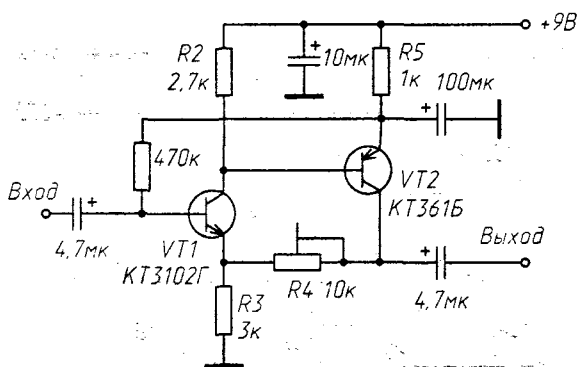 +9В
R2
2,7к
10мк
R5
1к
100мк
470к
Вход
4,7мк
VT1
КТ3102Г
VT2
КТ361Б
Выход
R4 10к
4,7мк
R3
3к